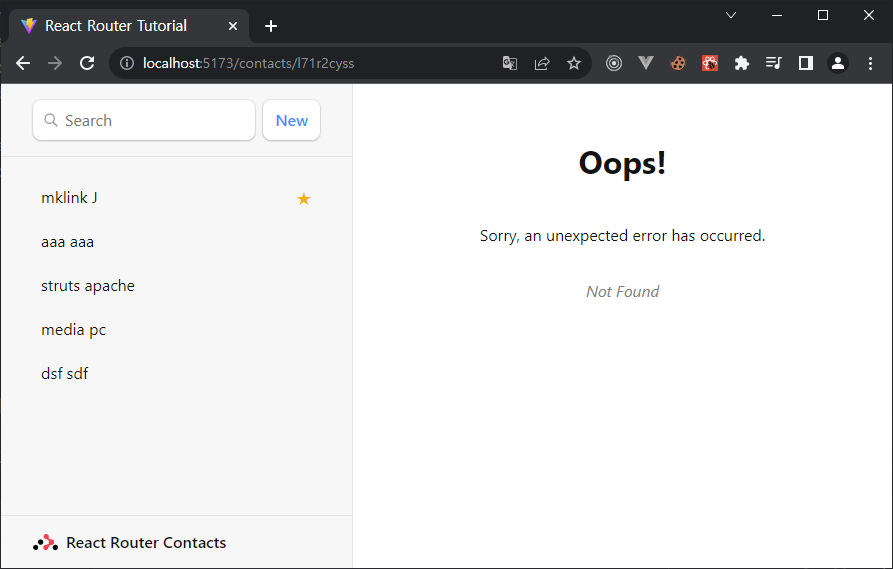 React Router Tutorial
localhost:5173/contacts/l71r2cyss
Search
New
mklink J
aaa aaa
struts apache
media pc
dsf sdf
React Router Contacts
Oops!
Sorry, an unexpected error has occurred.
Not Found